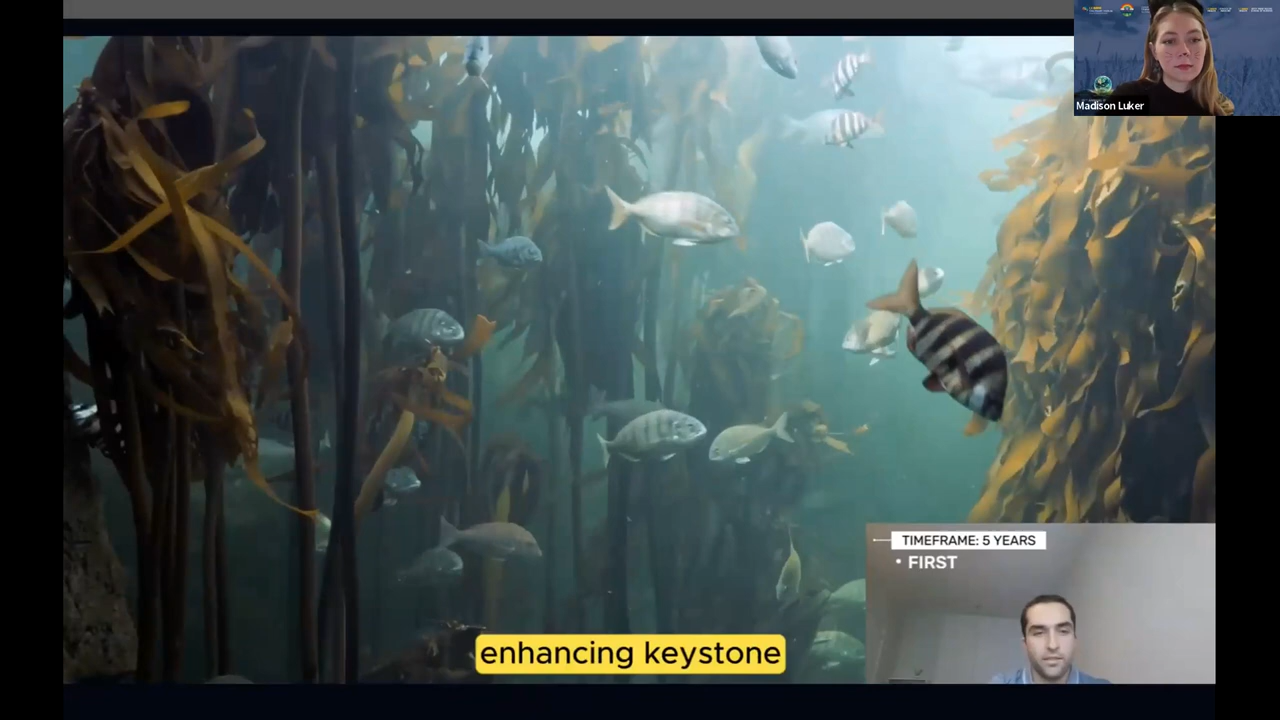 Madison Luker
TIMEFRAME: 5 YEARS
• FIRST
enhancing keystone